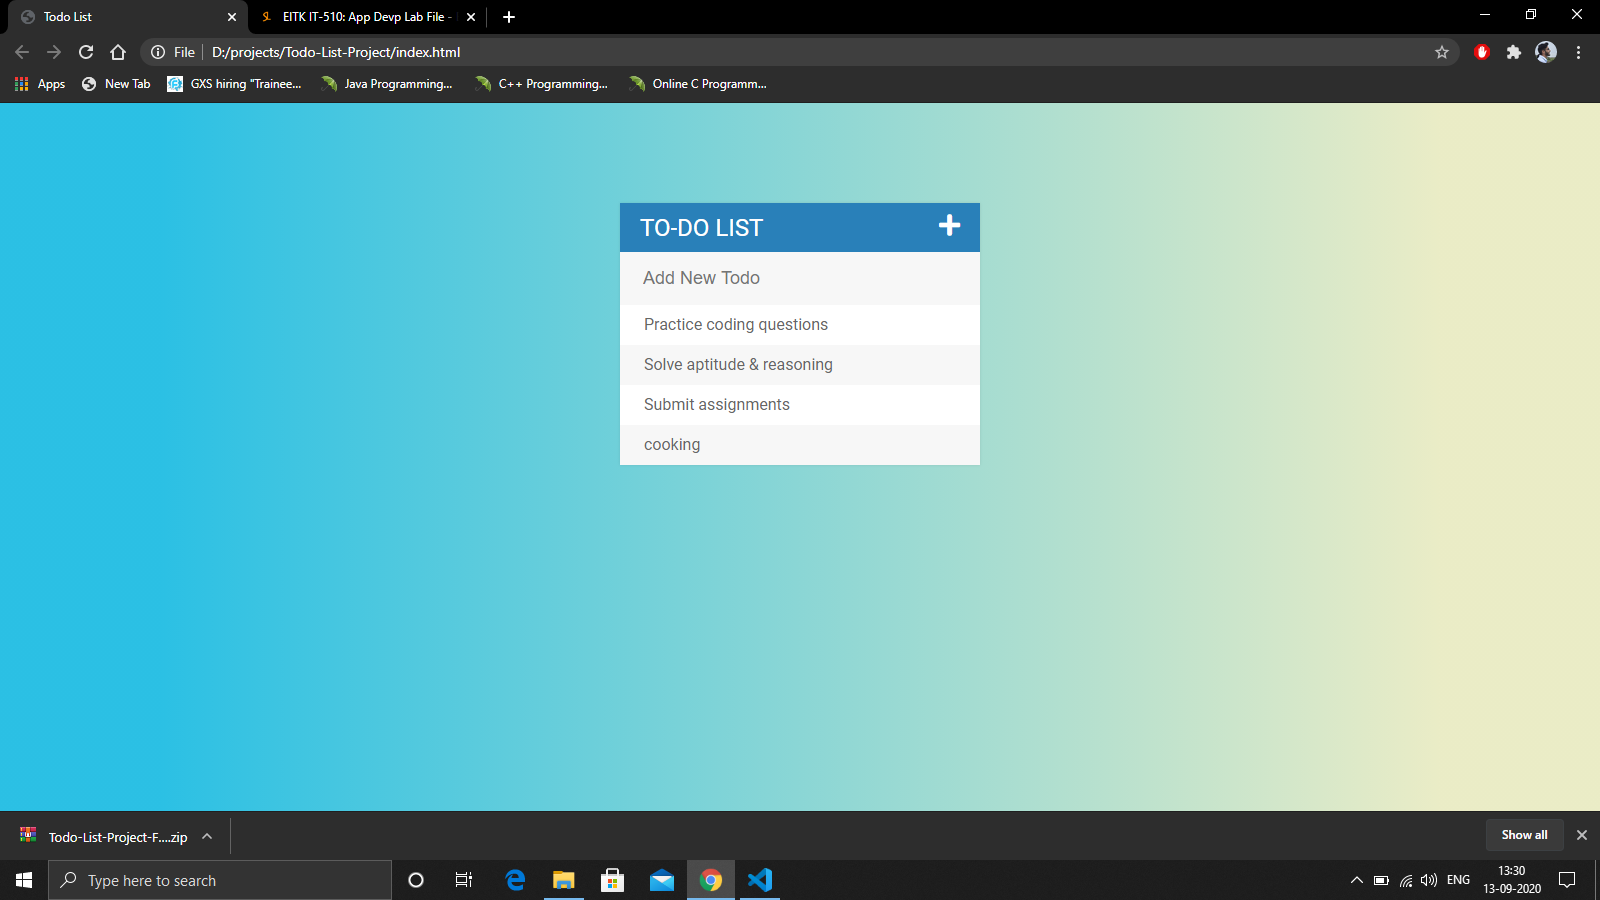 Todo List
EITK IT-510: App Devp Lab File -
File
D:/projects/Todo-List-Project/index.html
Apps
New Tab
GXS hiring "Trainee...
Java Programming...
C++ Programming...
Online C Programm...
TO-DO LIST
Add New Todo
Practice coding questions
Solve aptitude & reasoning
Submit assignments
cooking
Todo-List-Project-F....zip
Show all
Type here to search
ENG
13:30
13-09-2020